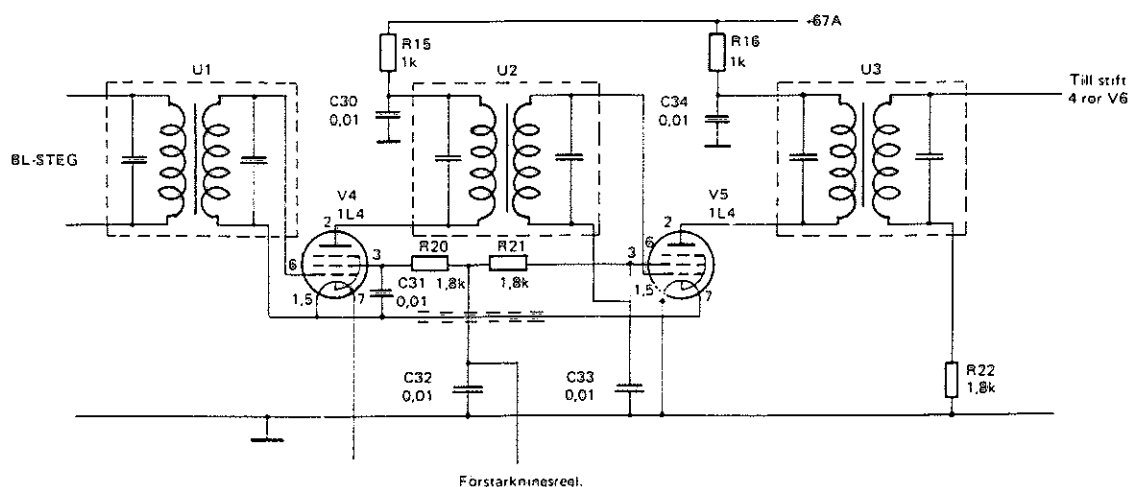 -67A
R15
1k
R16
1k
U1
U2
U3
C30
0,01
C34
0,01
Till stift
4 rör V6
BL-STEG
V4
1L4
V5
1L4
2
2
R20
R21
6
3
3
6
C31
0,01
1,8k
1,8k
1,5
7
1,5
7
C32
0,01
C33
0,01
R22
1,8k
Förstärkningsregl.